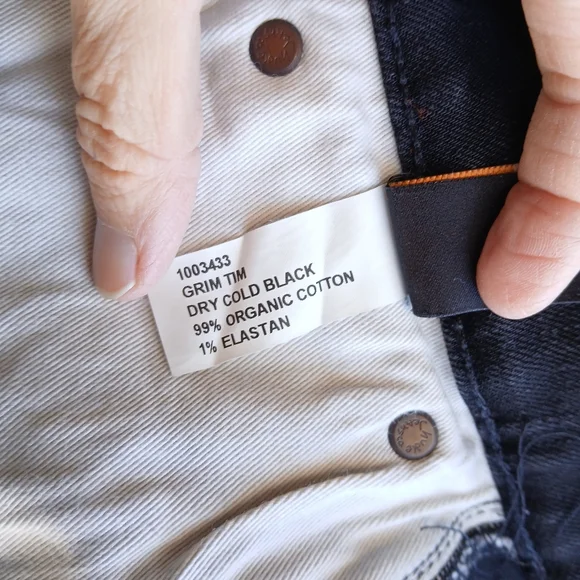 1003433
GRIM TIM
DRY COLD BLACK
99% ORGANIC COTTON
1% ELASTAN